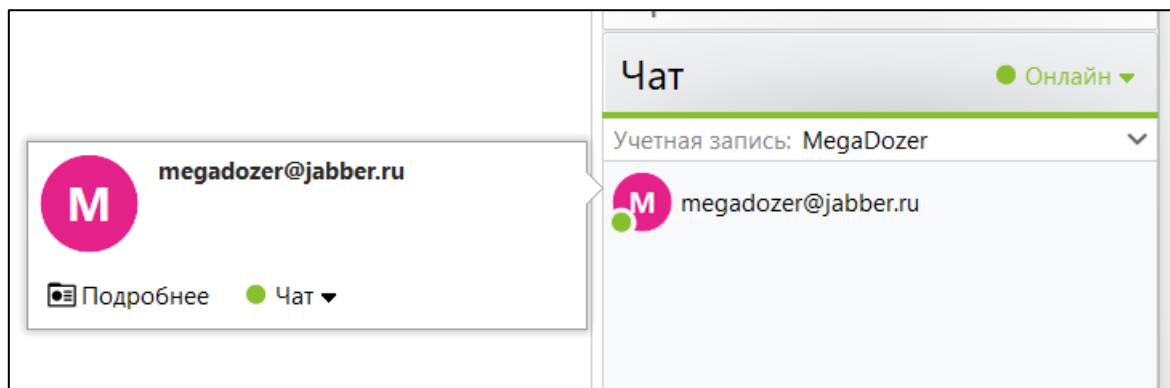 Чат
Онлайн
Учетная запись: MegaDozer
M
megadozer@jabber.ru
M
megadozer@jabber.ru
Подробнее
Чат